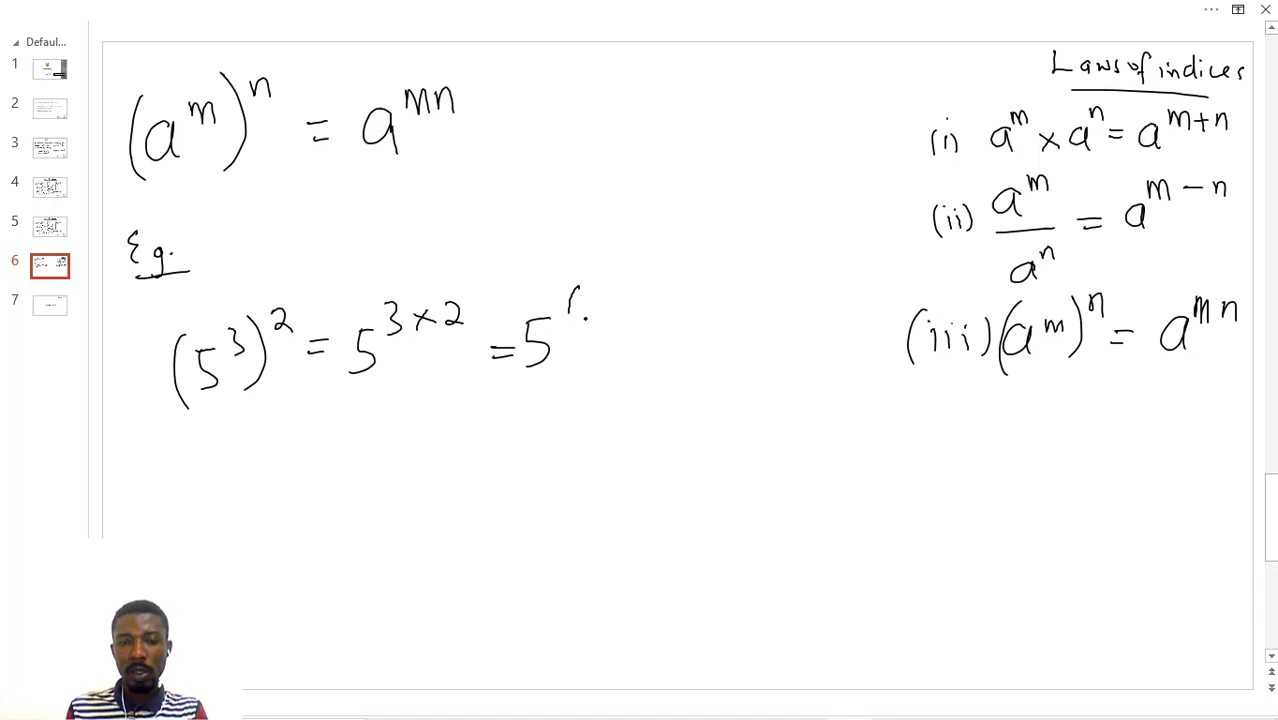 Defaul...
1
2
3
4
5
6
7
(a^m)^n = a^mn
Eg.
(5^3)^2 = 5^3×2 = 5
Laws of indices
(i) a^m × a^n = a^m+n
(ii) a^m / a^n = a^m-n
(iii) (a^m)^n = a^mn